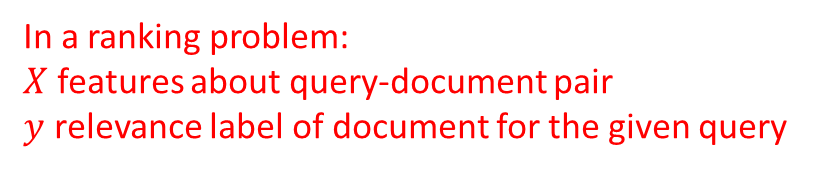 In a ranking problem:
X features about query-document pair
y relevance label of document for the given query